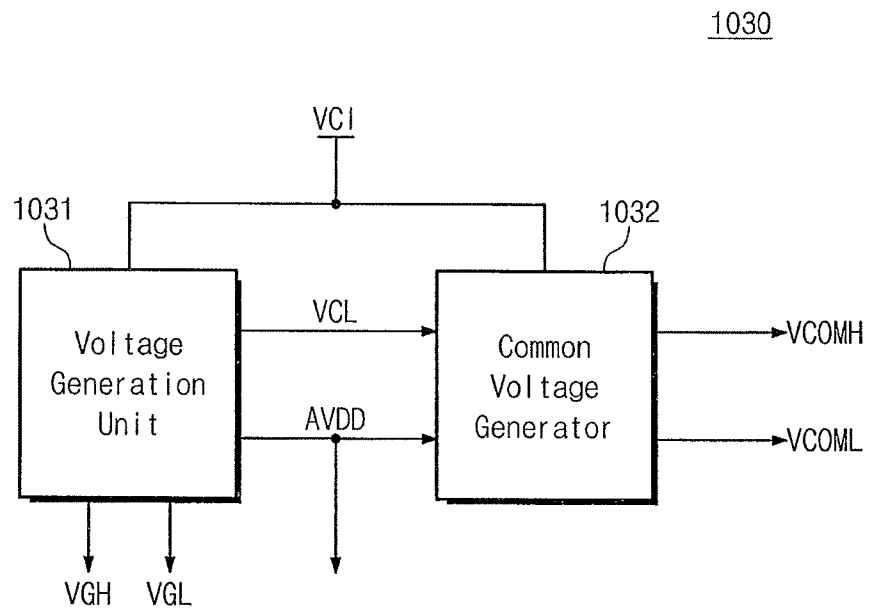 1030
VCI
1031
1032
Voltage
Generation
Unit
VCL
AVDD
Common
Voltage
Generator
VCOMH
VCOML
VGH
VGL